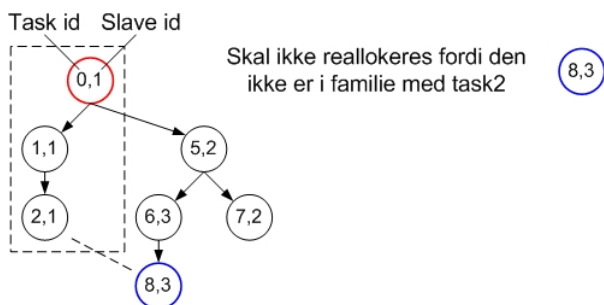 Task id Slave id
Skal ikke reallokeres fordi den
ikke er i familie med task2
8,3
0,1
1,1
5,2
2,1
6,3
7,2
8,3